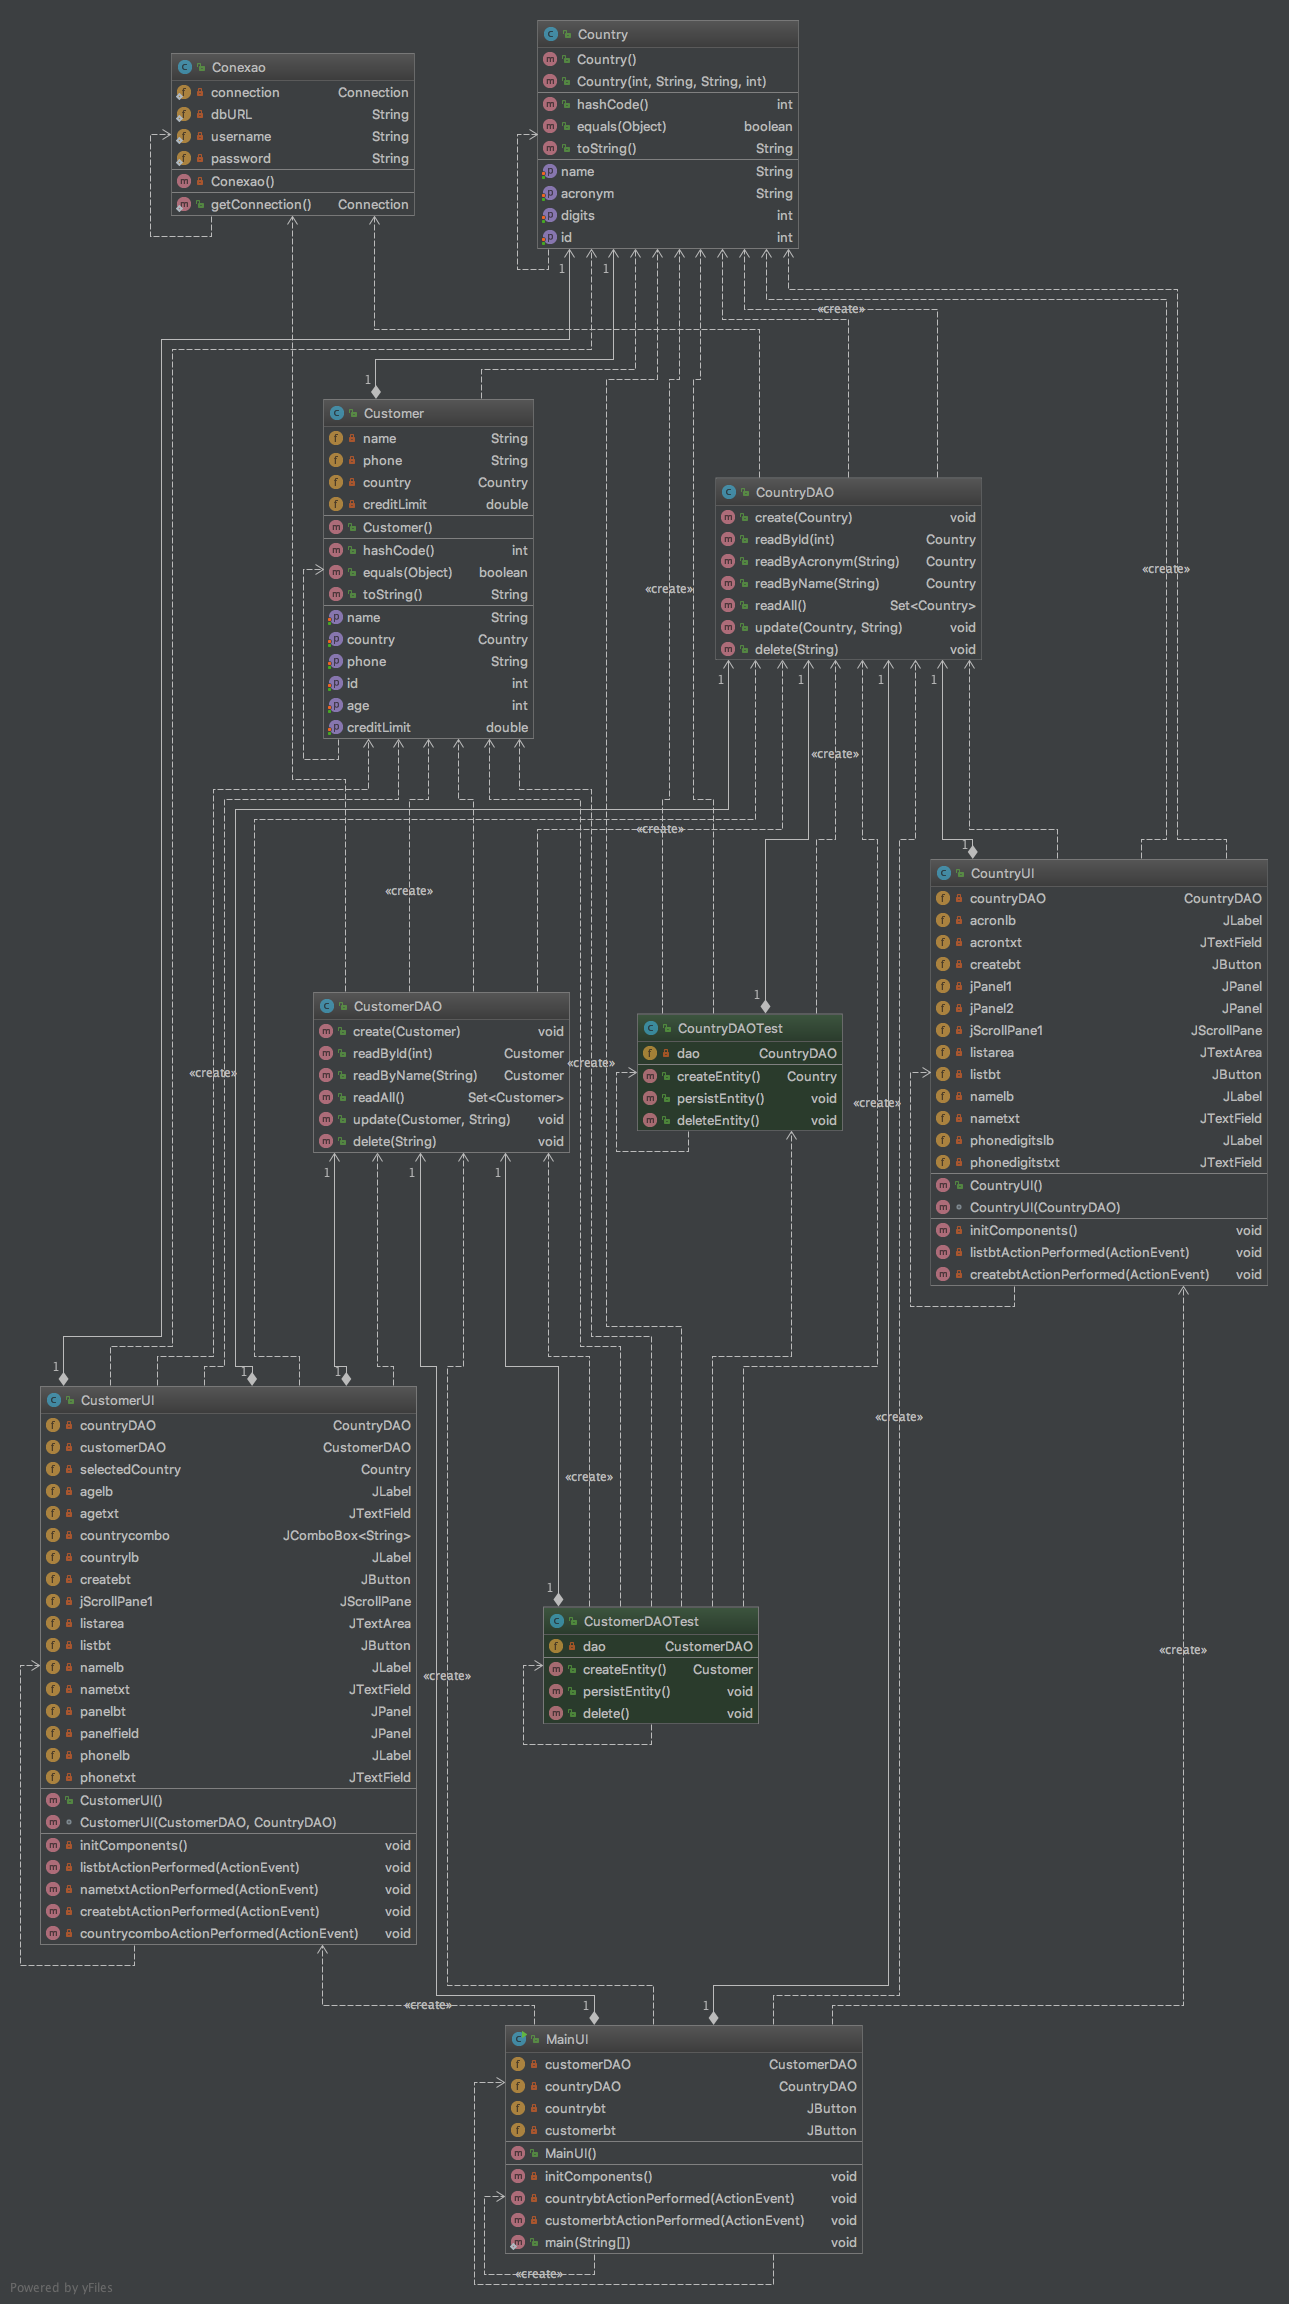 Country
Country()
Country(int, String, String, int)
hashCode() int
equals(Object) boolean
toString() String
name String
acronym String
digits int
id int
Conexao
connection Connection
dbURL String
username String
password String
Conexao()
getConnection() Connection
1
1
«create»
1
Customer
name String
phone String
country Country
creditLimit double
Customer()
hashCode() int
equals(Object) boolean
toString() String
name String
country Country
phone String
id int
age int
creditLimit double
CountryDAO
create(Country) void
readById(int) Country
readByAcronym(String) Country
readByName(String) Country
readAll() Set<Country>
update(Country, String) void
delete(String) void
«create»
«create»
1
1
1
1
«create»
«create»
1
«create»
CountryUI
countryDAO CountryDAO
acronlb JLabel
acrontxt JTextField
createbt JButton
jPanel1 JPanel
jPanel2 JPanel
jScrollPane1 JScrollPane
listarea JTextArea
listbt JButton
namelb JLabel
nametxt JTextField
phonedigitslb JLabel
phonedigitstxt JTextField
CountryUI()
CountryUI(CountryDAO)
initComponents() void
listbtActionPerformed(ActionEvent) void
createbtActionPerformed(ActionEvent) void
CustomerDAO
create(Customer) void
readById(int) Customer
readByName(String) Customer
readAll() Set<Customer>
update(Customer, String) void
delete(String) void
1
CountryDAOTest
dao CountryDAO
createEntity() Country
persistEntity() void
deleteEntity() void
«create»
«create»
«create»
1
1
1
1
1
1
«create»
«create»
CustomerUI
countryDAO CountryDAO
customerDAO CustomerDAO
selectedCountry Country
agelb JLabel
agetxt JTextField
countrycombo JComboBox<String>
countrylb JLabel
createbt JButton
jScrollPane1 JScrollPane
listarea JTextArea
listbt JButton
namelb JLabel
nametxt JTextField
panelbt JPanel
panelfield JPanel
phonelb JLabel
phonetxt JTextField
CustomerUI()
CustomerUI(CustomerDAO, CountryDAO)
initComponents() void
listbtActionPerformed(ActionEvent) void
nametxtActionPerformed(ActionEvent) void
createbtActionPerformed(ActionEvent) void
countrycomboActionPerformed(ActionEvent) void
1
CustomerDAOTest
dao CustomerDAO
createEntity() Customer
persistEntity() void
delete() void
«create»
«create»
«create»
1
1
MainUI
customerDAO CustomerDAO
countryDAO CountryDAO
countrybt JButton
customerbt JButton
MainUI()
initComponents() void
countrybtActionPerformed(ActionEvent) void
customerbtActionPerformed(ActionEvent) void
main(String[]) void
«create»
Powered by yFiles